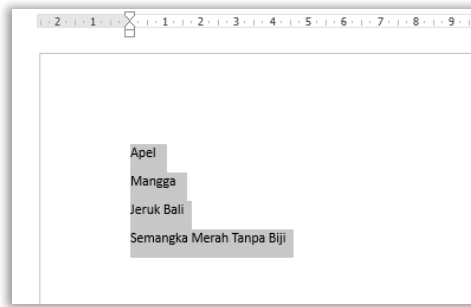 2 1 1 2 3 4 5 6 7 8 9
Apel
Mangga
Jeruk Bali
Semangka Merah Tanpa Biji